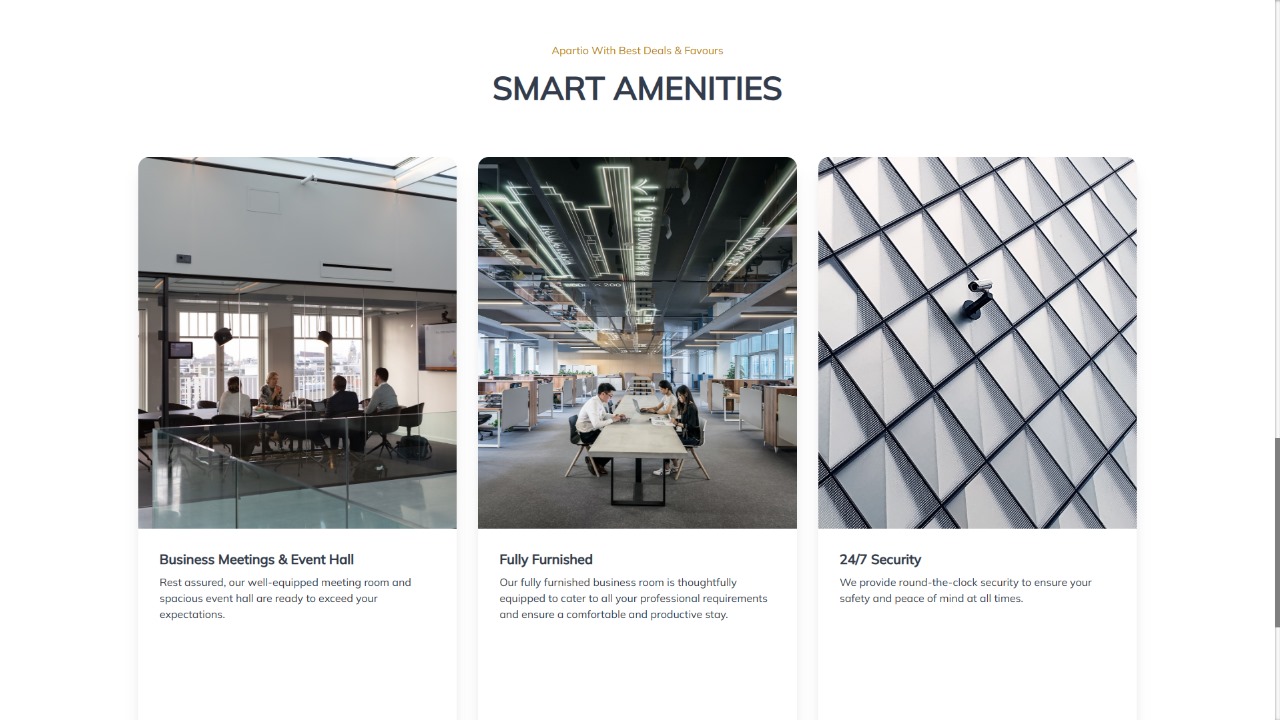 Apartio With Best Deals & Favours
SMART AMENITIES
Business Meetings & Event Hall
Rest assured, our well-equipped meeting room and
spacious event hall are ready to exceed your
expectations.
Fully Furnished
Our fully furnished business room is thoughtfully
equipped to cater to all your professional requirements
and ensure a comfortable and productive stay.
24/7 Security
We provide round-the-clock security to ensure your
safety and peace of mind at all times.